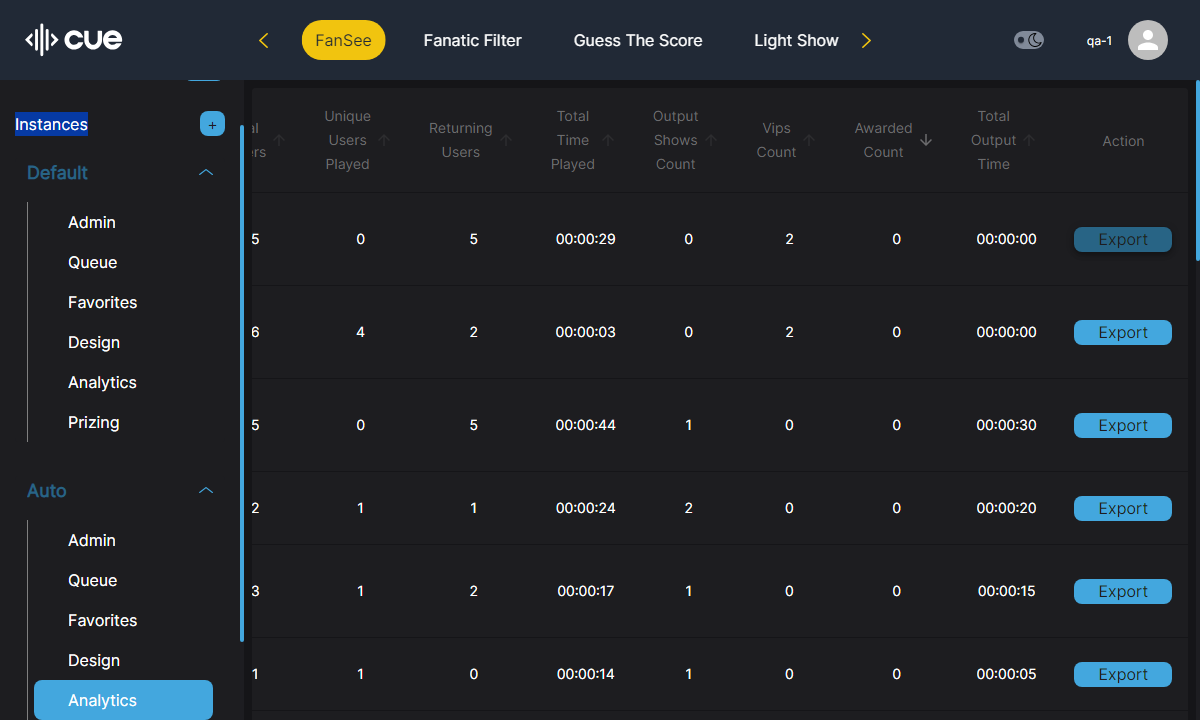 cue
FanSee
Fanatic Filter
Guess The Score
Light Show
qa-1
Instances
+
Default
Admin
Queue
Favorites
Design
Analytics
Prizing
Auto
Admin
Queue
Favorites
Design
Analytics
Unique Users Played
Returning Users
Total Time Played
Output Shows Count
Vips Count
Awarded Count
Total Output Time
Action
5 0 5 00:00:29 0 2 0 00:00:00 Export
6 4 2 00:00:03 0 2 0 00:00:00 Export
5 0 5 00:00:44 1 0 0 00:00:30 Export
2 1 1 00:00:24 2 0 0 00:00:20 Export
3 1 2 00:00:17 1 0 0 00:00:15 Export
1 1 0 00:00:14 1 0 0 00:00:05 Export